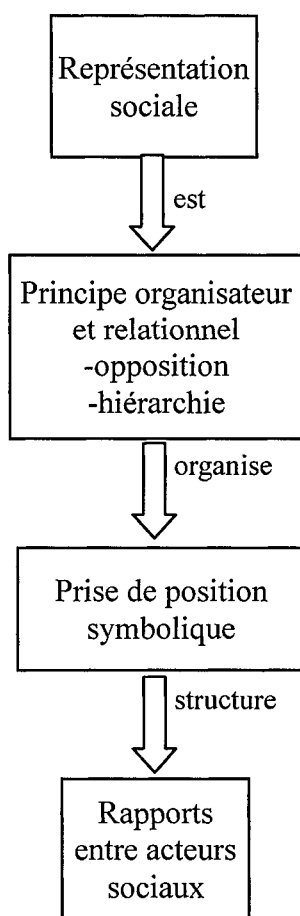 Représentation
sociale
est
Principe organisateur
et relationnel
-opposition
-hiérarchie
organise
Prise de position
symbolique
structure
Rapports
entre acteurs
sociaux